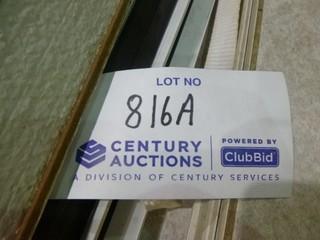 LOT NO
816A
CENTURY AUCTIONS
POWERED BY
ClubBid
A DIVISION OF CENTURY SERVICES